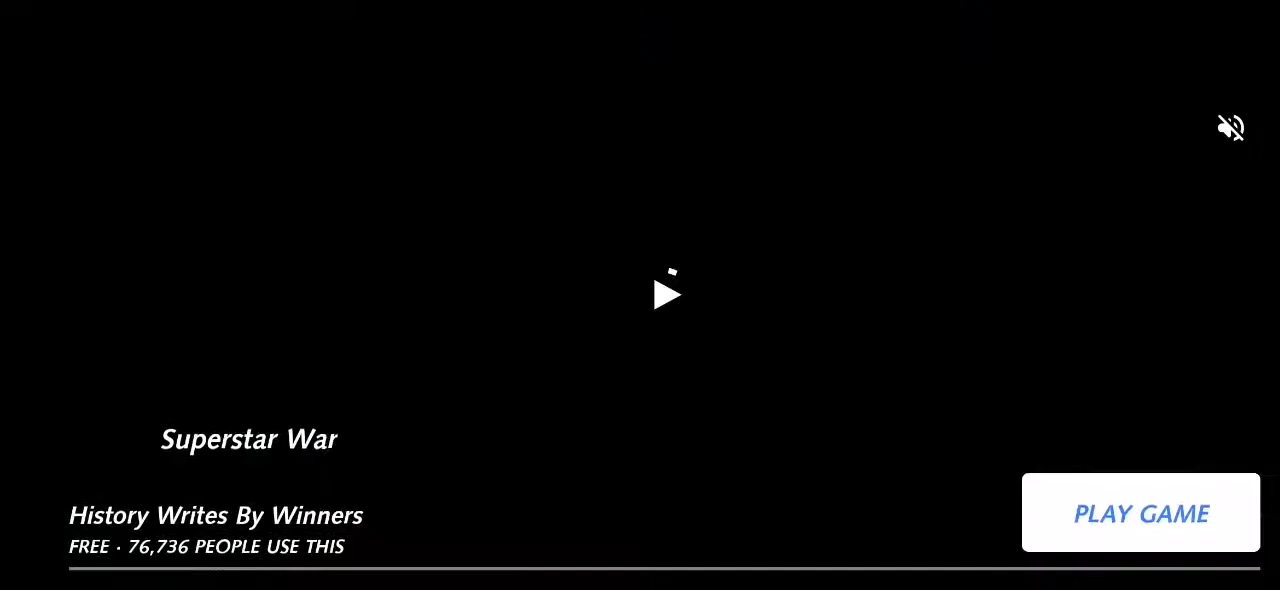 Superstar War
History Writes By Winners
FREE · 76,736 PEOPLE USE THIS
PLAY GAME